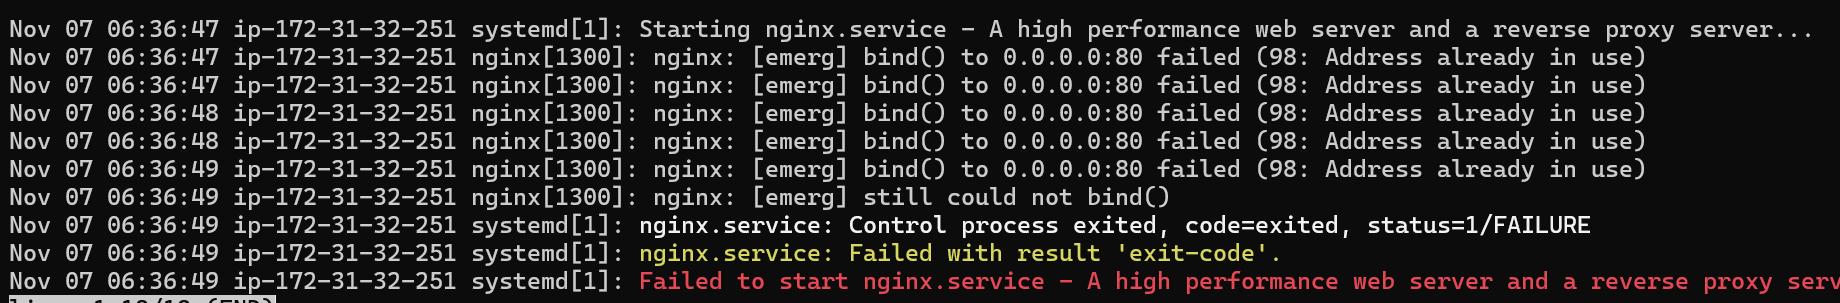 Nov 07 06:36:47 ip-172-31-32-251 systemd[1]: Starting nginx.service - A high performance web server and a reverse proxy server...
Nov 07 06:36:47 ip-172-31-32-251 nginx[1300]: nginx: [emerg] bind() to 0.0.0.0:80 failed (98: Address already in use)
Nov 07 06:36:47 ip-172-31-32-251 nginx[1300]: nginx: [emerg] bind() to 0.0.0.0:80 failed (98: Address already in use)
Nov 07 06:36:48 ip-172-31-32-251 nginx[1300]: nginx: [emerg] bind() to 0.0.0.0:80 failed (98: Address already in use)
Nov 07 06:36:48 ip-172-31-32-251 nginx[1300]: nginx: [emerg] bind() to 0.0.0.0:80 failed (98: Address already in use)
Nov 07 06:36:49 ip-172-31-32-251 nginx[1300]: nginx: [emerg] bind() to 0.0.0.0:80 failed (98: Address already in use)
Nov 07 06:36:49 ip-172-31-32-251 nginx[1300]: nginx: [emerg] still could not bind()
Nov 07 06:36:49 ip-172-31-32-251 systemd[1]: nginx.service: Control process exited, code=exited, status=1/FAILURE
Nov 07 06:36:49 ip-172-31-32-251 systemd[1]: nginx.service: Failed with result 'exit-code'.
Nov 07 06:36:49 ip-172-31-32-251 systemd[1]: Failed to start nginx.service - A high performance web server and a reverse proxy serv